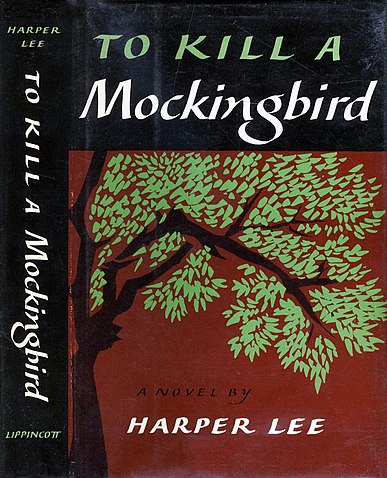 HARPER
LEE
TO KILL A Mockingbird
LIPPINCOTT
TO KILL A
Mockingbird
A NOVEL BY
HARPER LEE